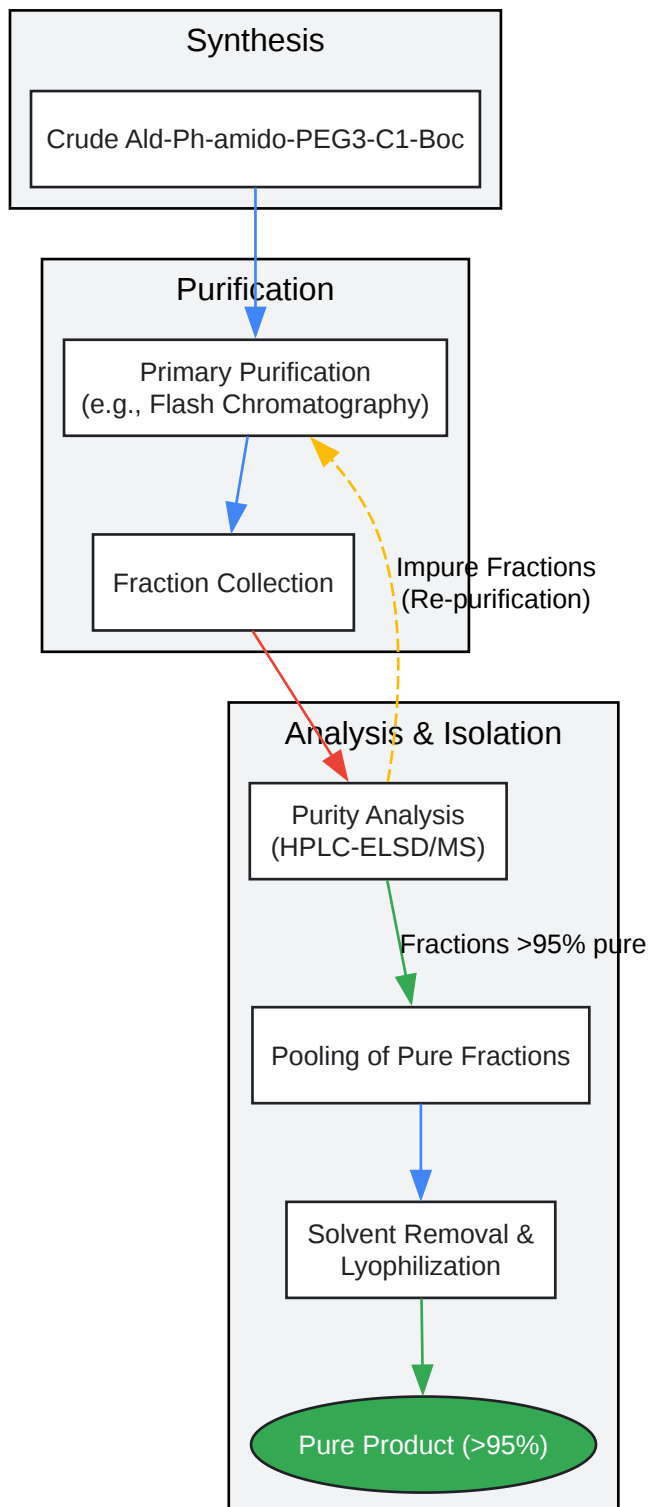 Synthesis
Crude Ald-Ph-amido-PEG3-C1-Boc
Purification
Primary Purification
(e.g., Flash Chromatography)
Fraction Collection
Impure Fractions
(Re-purification)
Analysis & Isolation
Purity Analysis
(HPLC-ELSD/MS)
Fractions >95% pure
Pooling of Pure Fractions
Solvent Removal &
Lyophilization
Pure Product (>95%)